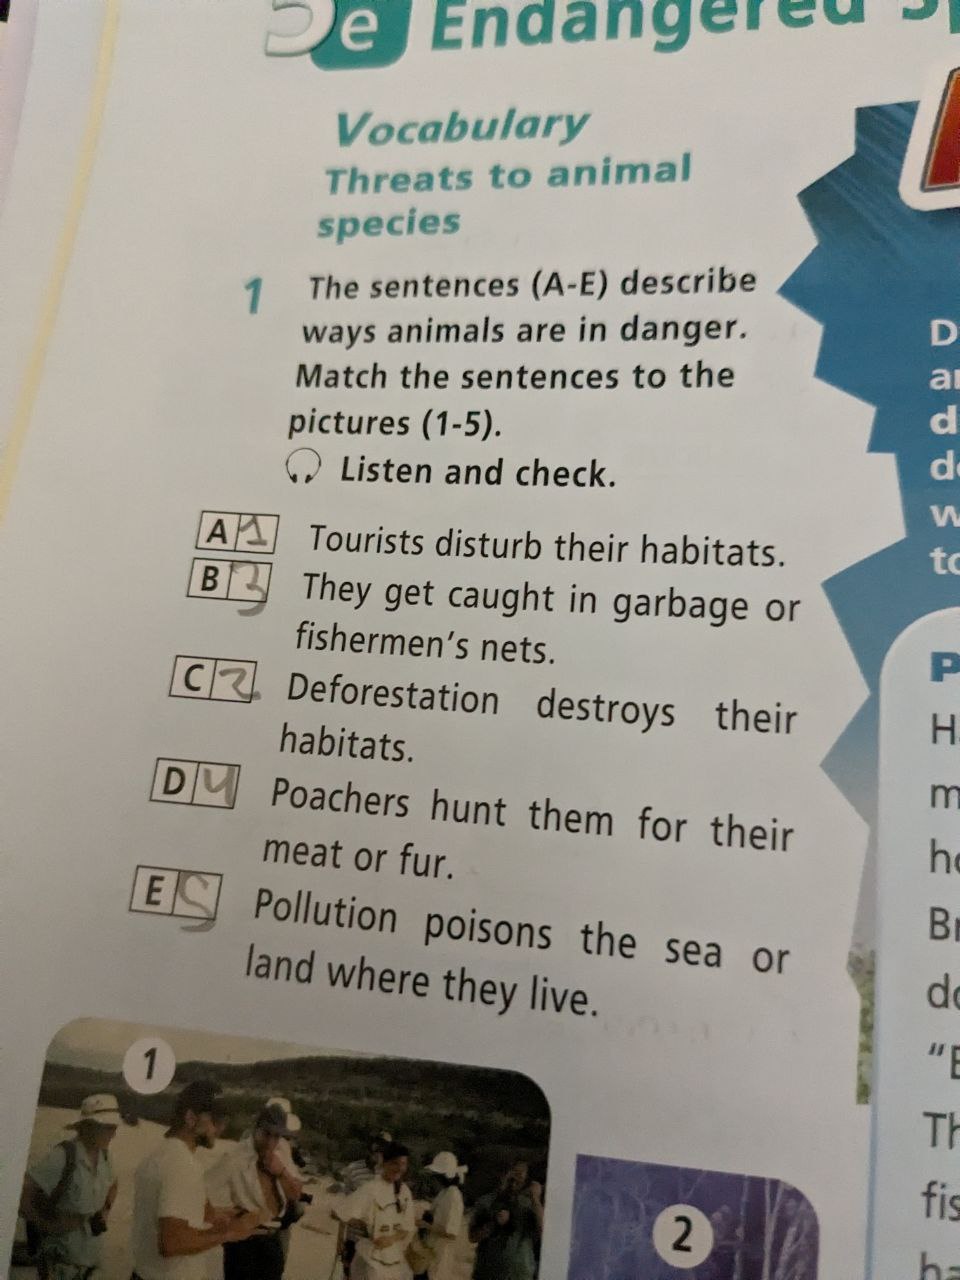 5e Endangered Sp
Vocabulary
Threats to animal
species
1 The sentences (A-E) describe
ways animals are in danger.
Match the sentences to the
pictures (1-5).
Listen and check.
A 1 Tourists disturb their habitats.
B 3 They get caught in garbage or
fishermen's nets.
C 2 Deforestation destroys their
habitats.
D 4 Poachers hunt them for their
meat or fur.
E 5 Pollution poisons the sea or
land where they live.
1
2